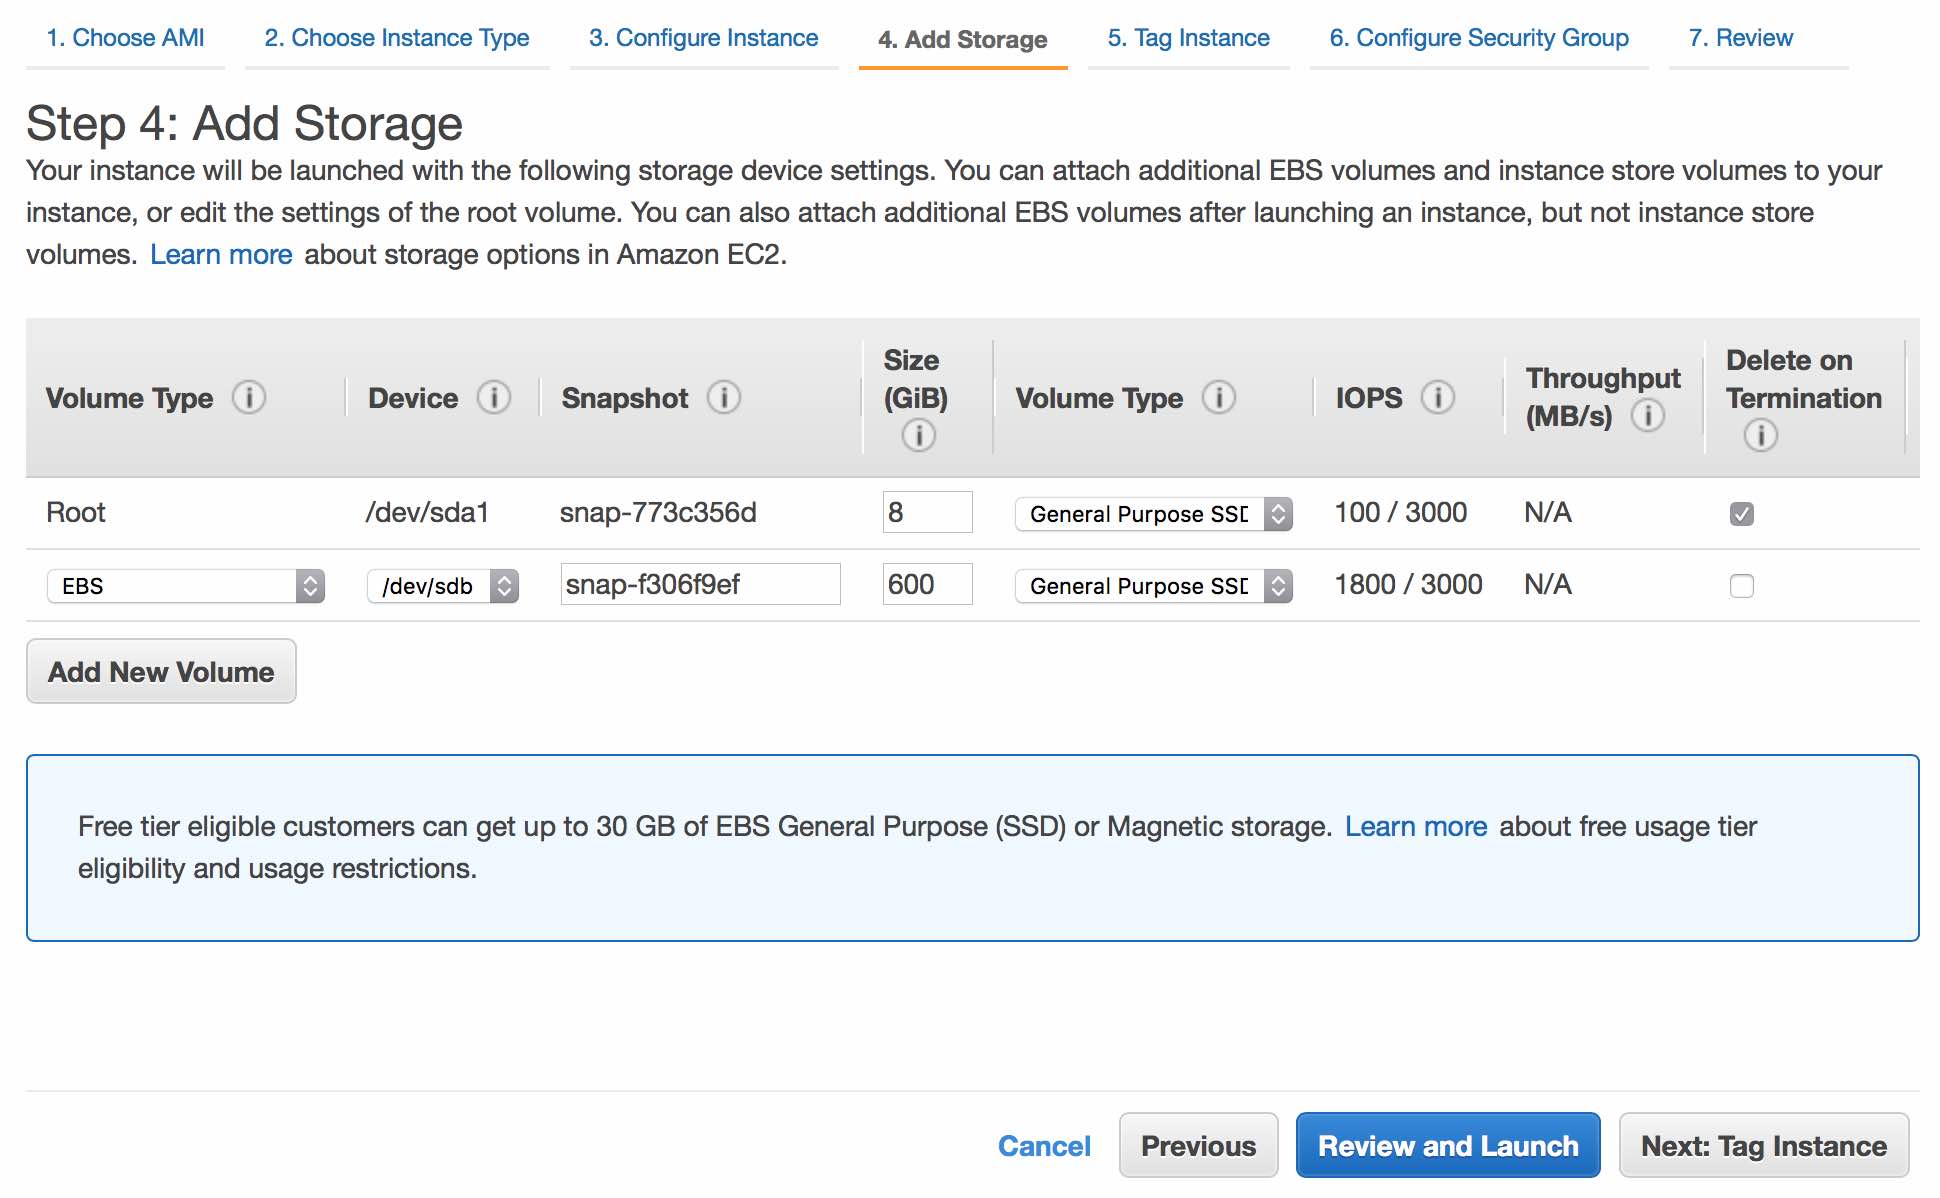 1. Choose AMI 2. Choose Instance Type 3. Configure Instance 4. Add Storage 5. Tag Instance 6. Configure Security Group 7. Review
Step 4: Add Storage
Your instance will be launched with the following storage device settings. You can attach additional EBS volumes and instance store volumes to your
instance, or edit the settings of the root volume. You can also attach additional EBS volumes after launching an instance, but not instance store
volumes. Learn more about storage options in Amazon EC2.
Volume Type i Device i Snapshot i Size (GiB) i Volume Type i IOPS i Throughput (MB/s) i Delete on Termination i
Root /dev/sda1 snap-773c356d 8 General Purpose SSD 100 / 3000 N/A
EBS /dev/sdb snap-f306f9ef 600 General Purpose SSD 1800 / 3000 N/A
Add New Volume
Free tier eligible customers can get up to 30 GB of EBS General Purpose (SSD) or Magnetic storage. Learn more about free usage tier
eligibility and usage restrictions.
Cancel Previous Review and Launch Next: Tag Instance